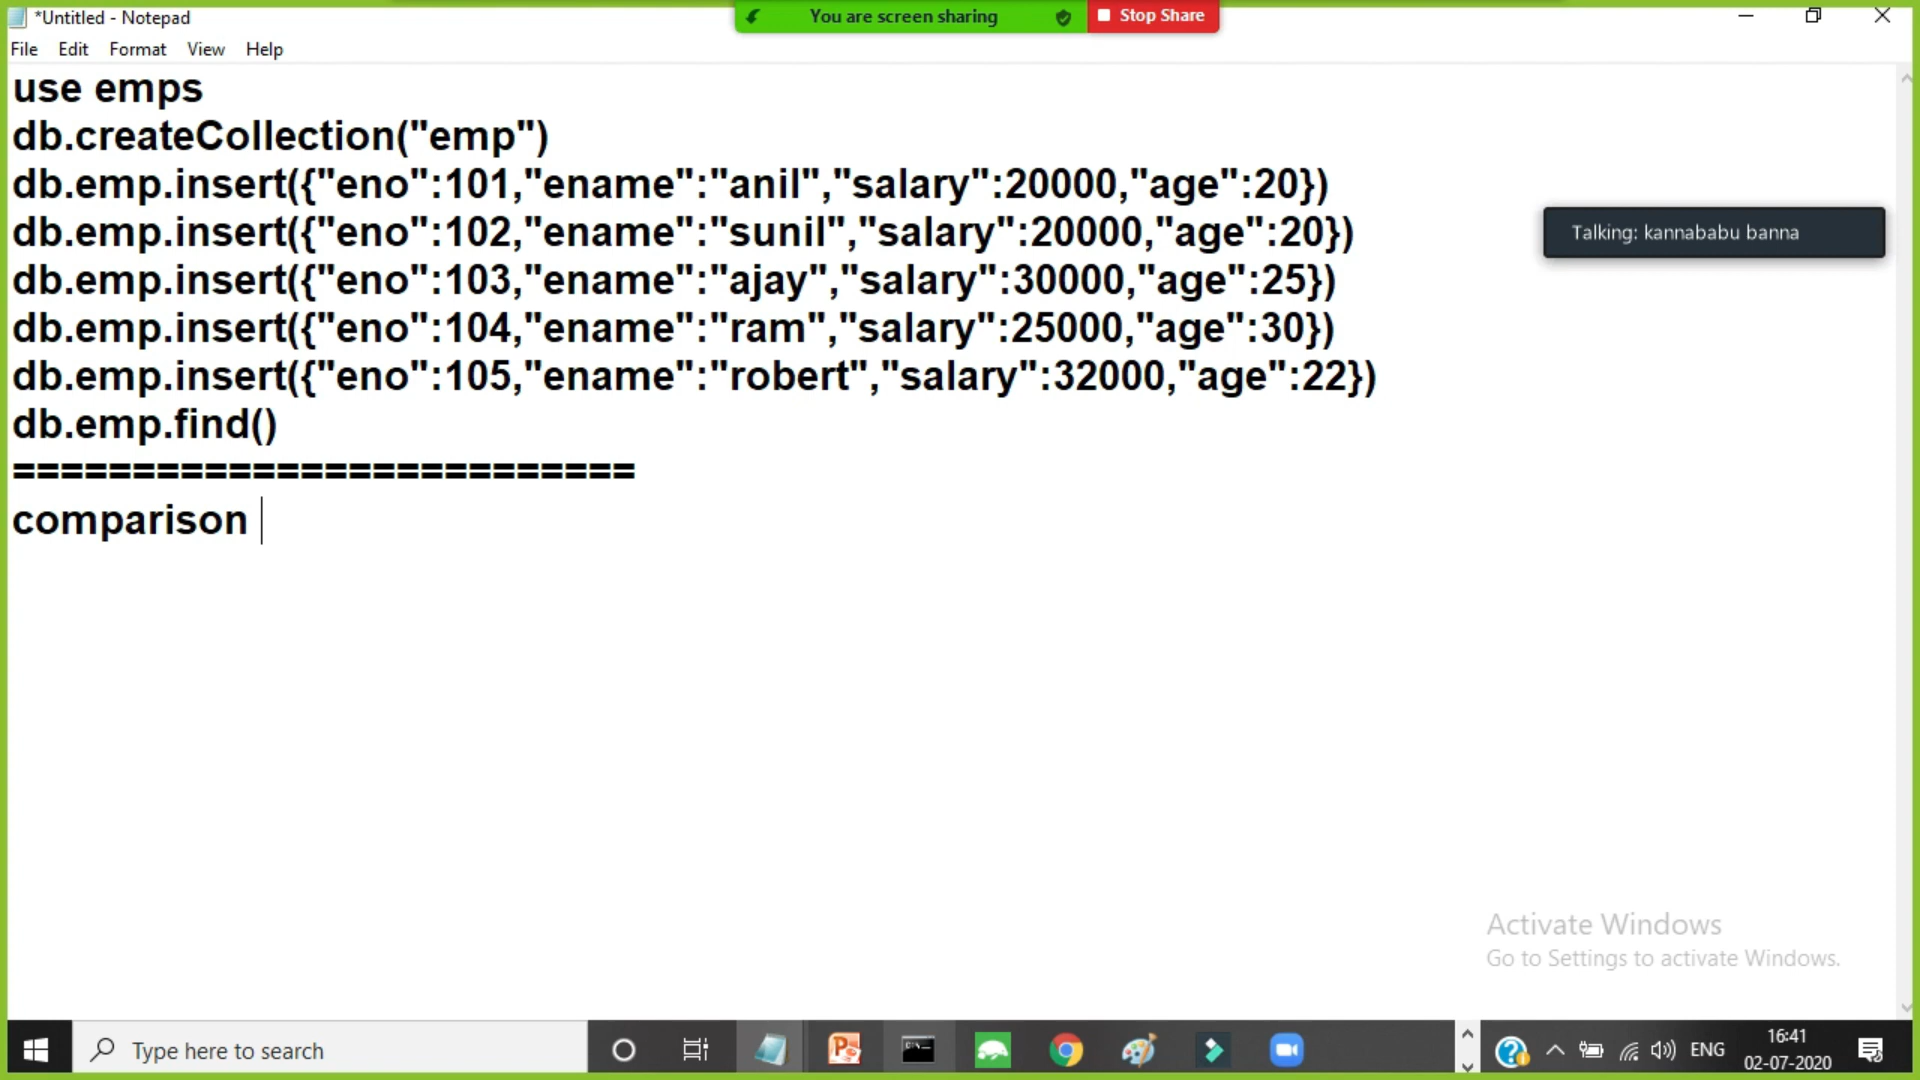 *Untitled - Notepad
You are screen sharing
Stop Share
File Edit Format View Help
use emps
db.createCollection("emp")
db.emp.insert({"eno":101,"ename":"anil","salary":20000,"age":20})
db.emp.insert({"eno":102,"ename":"sunil","salary":20000,"age":20})
db.emp.insert({"eno":103,"ename":"ajay","salary":30000,"age":25})
db.emp.insert({"eno":104,"ename":"ram","salary":25000,"age":30})
db.emp.insert({"eno":105,"ename":"robert","salary":32000,"age":22})
db.emp.find()
==========================
comparison
Talking: kannababu banna
Activate Windows
Go to Settings to activate Windows.
Type here to search
ENG
16:41
02-07-2020